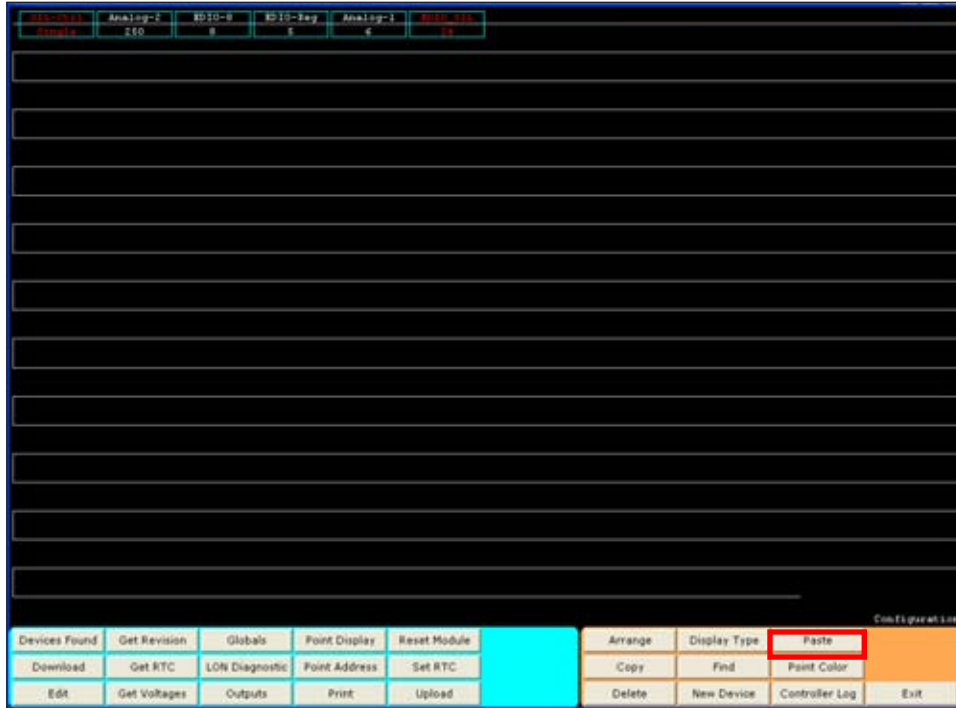 Analog-2 EDIO-8 EDIO-Reg Analog-1
Single 250 8 5 6
Configuration
Devices Found Get Revision Globals Point Display Reset Module Arrange Display Type Paste
Download Get RTC LON Diagnostic Point Address Set RTC Copy Find Point Color
Edit Get Voltages Outputs Print Upload Delete New Device Controller Log Exit